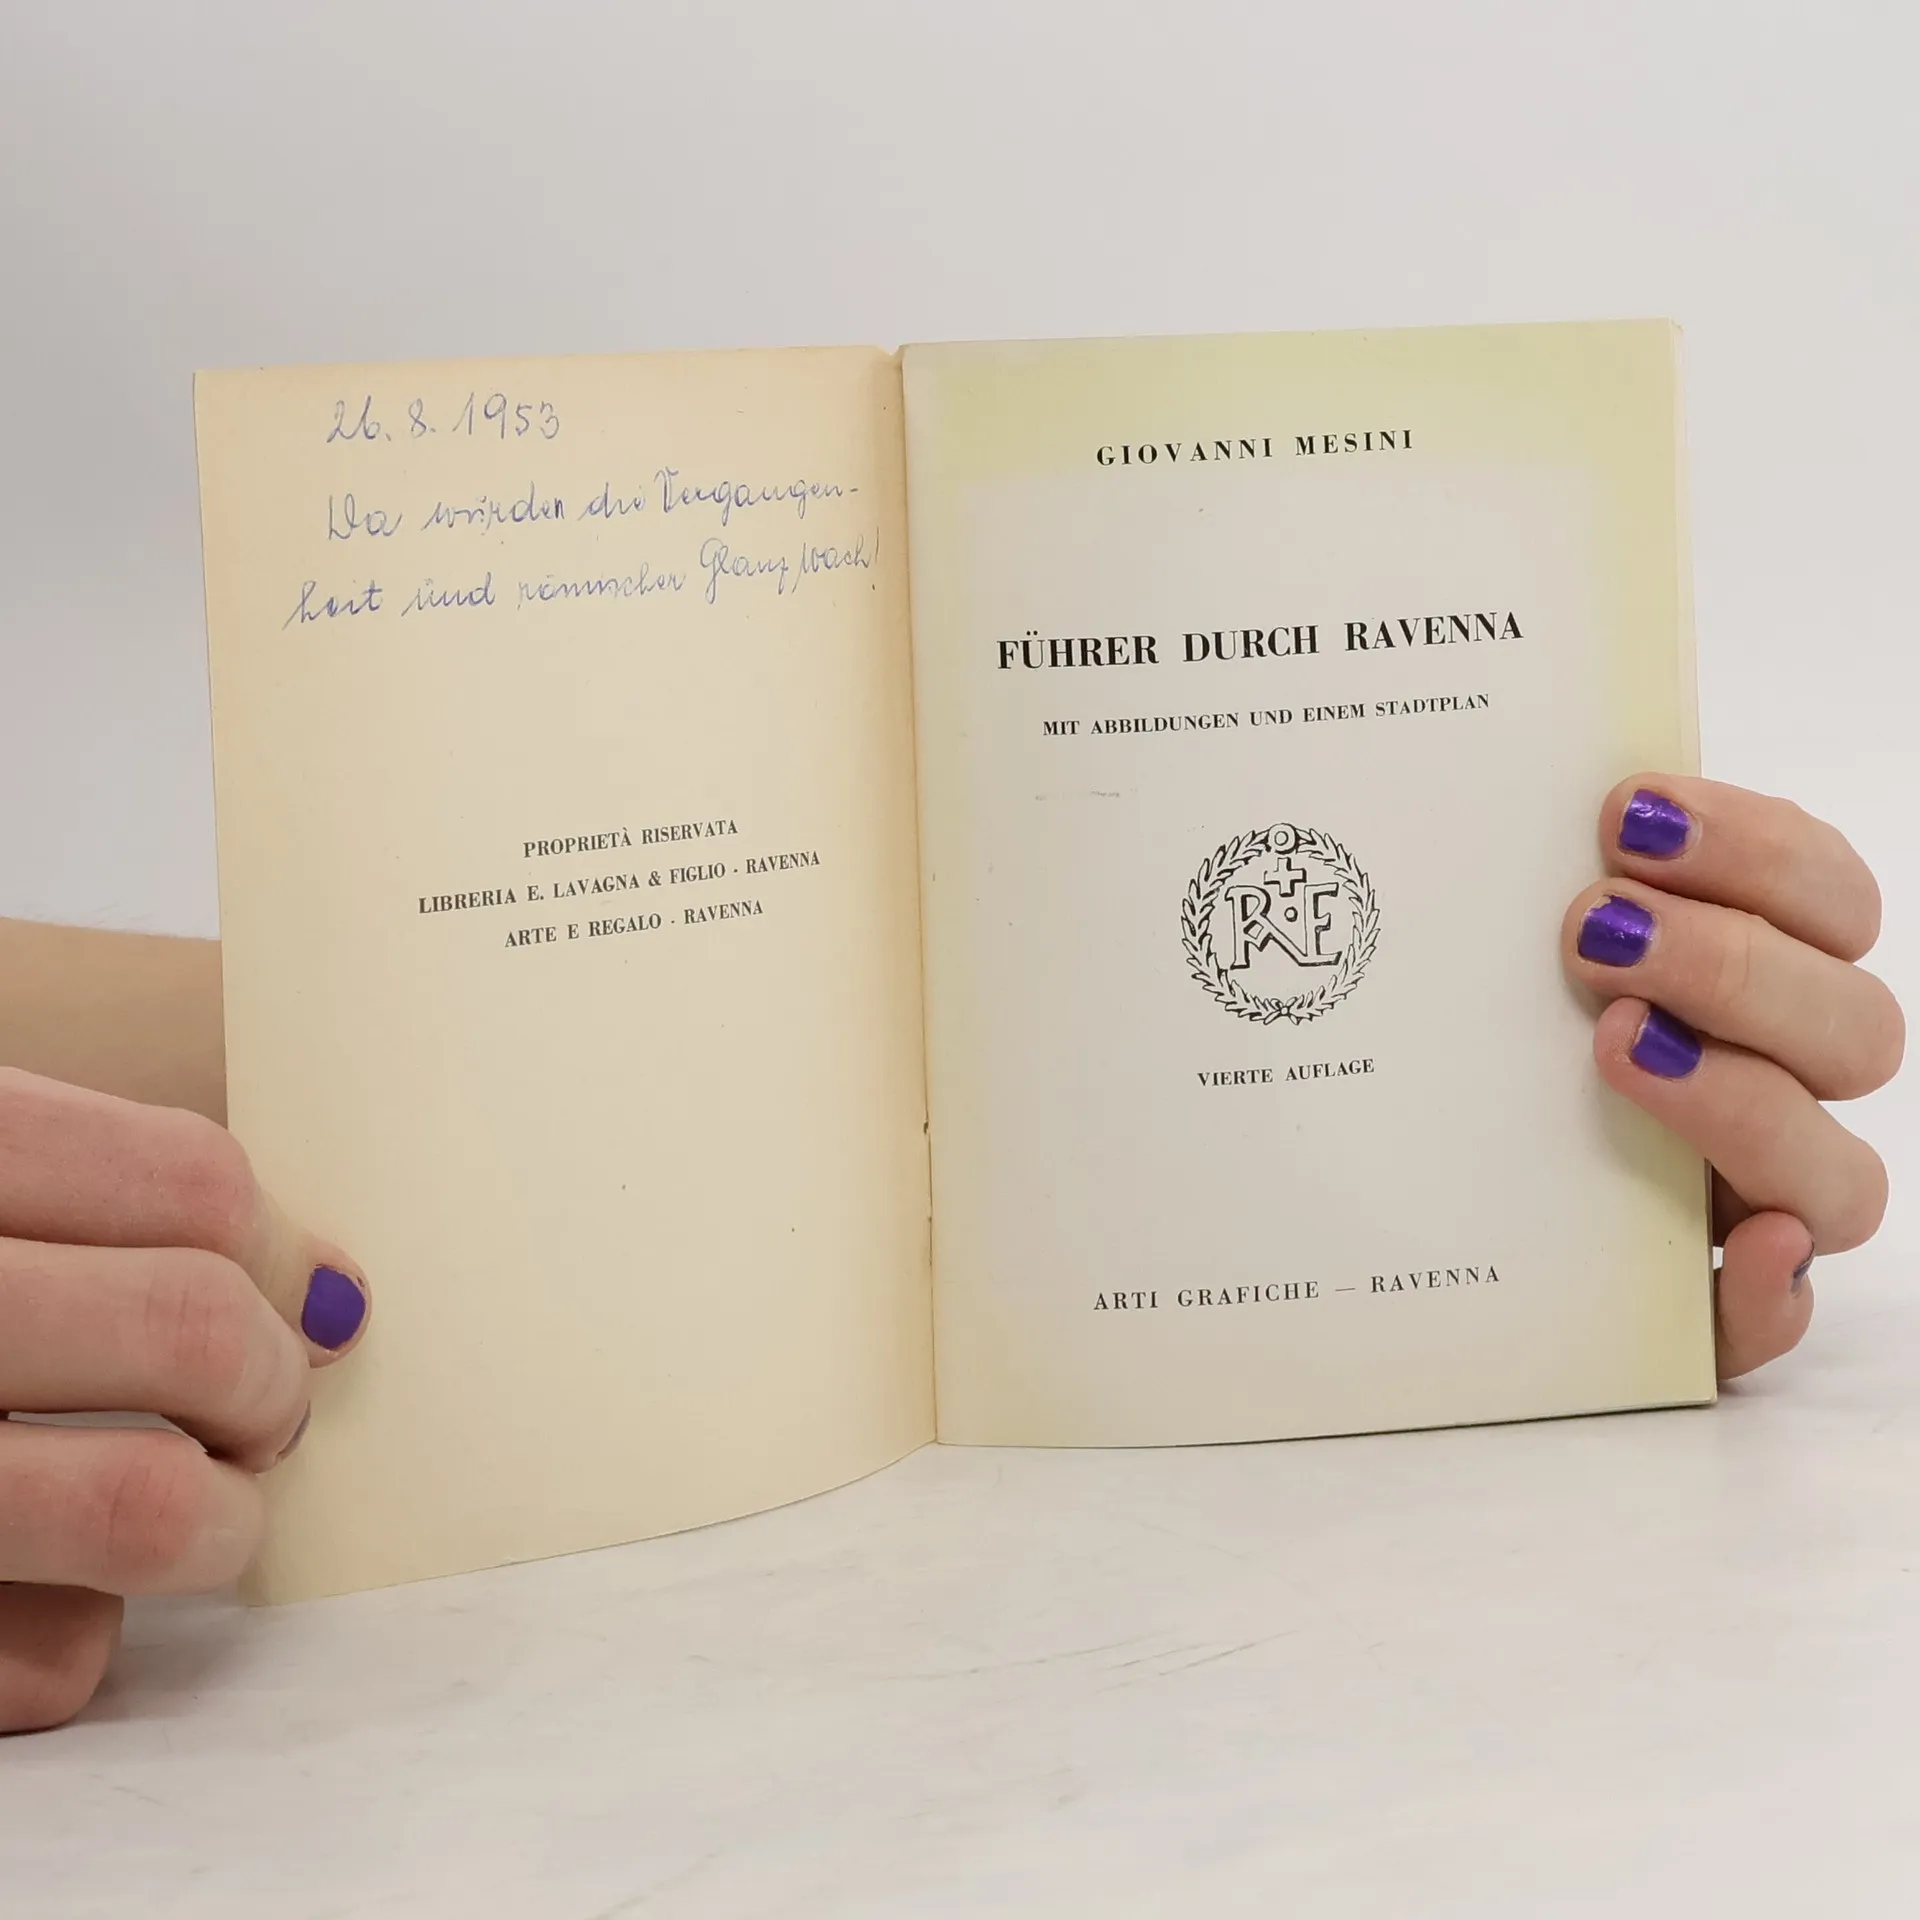 26. 8. 1953
Da würden die Vergangen-
heit und römischer Glanz wach!
PROPRIETÀ RISERVATA
LIBRERIA E. LAVAGNA & FIGLIO . RAVENNA
ARTE E REGALO . RAVENNA
GIOVANNI MESINI
FÜHRER DURCH RAVENNA
MIT ABBILDUNGEN UND EINEM STADTPLAN
R·E
VIERTE AUFLAGE
ARTI GRAFICHE — RAVENNA